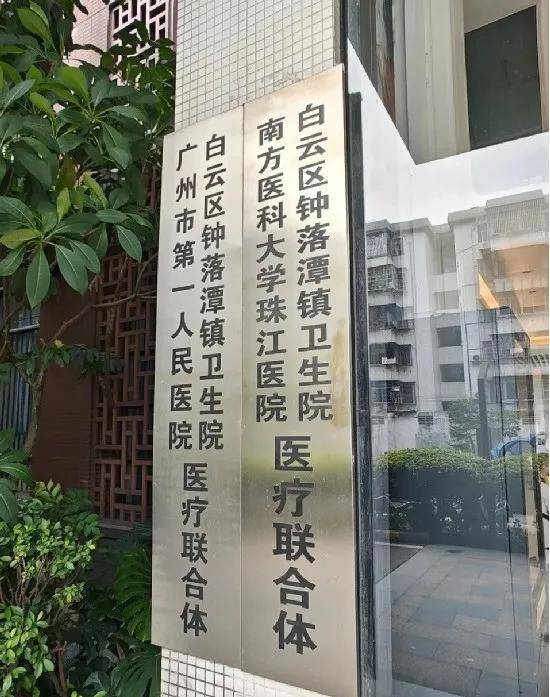 南方医科大学珠江医院
白云区钟落潭镇卫生院
医疗联合体
广州市第一人民医院
白云区钟落潭镇卫生院
医疗联合体